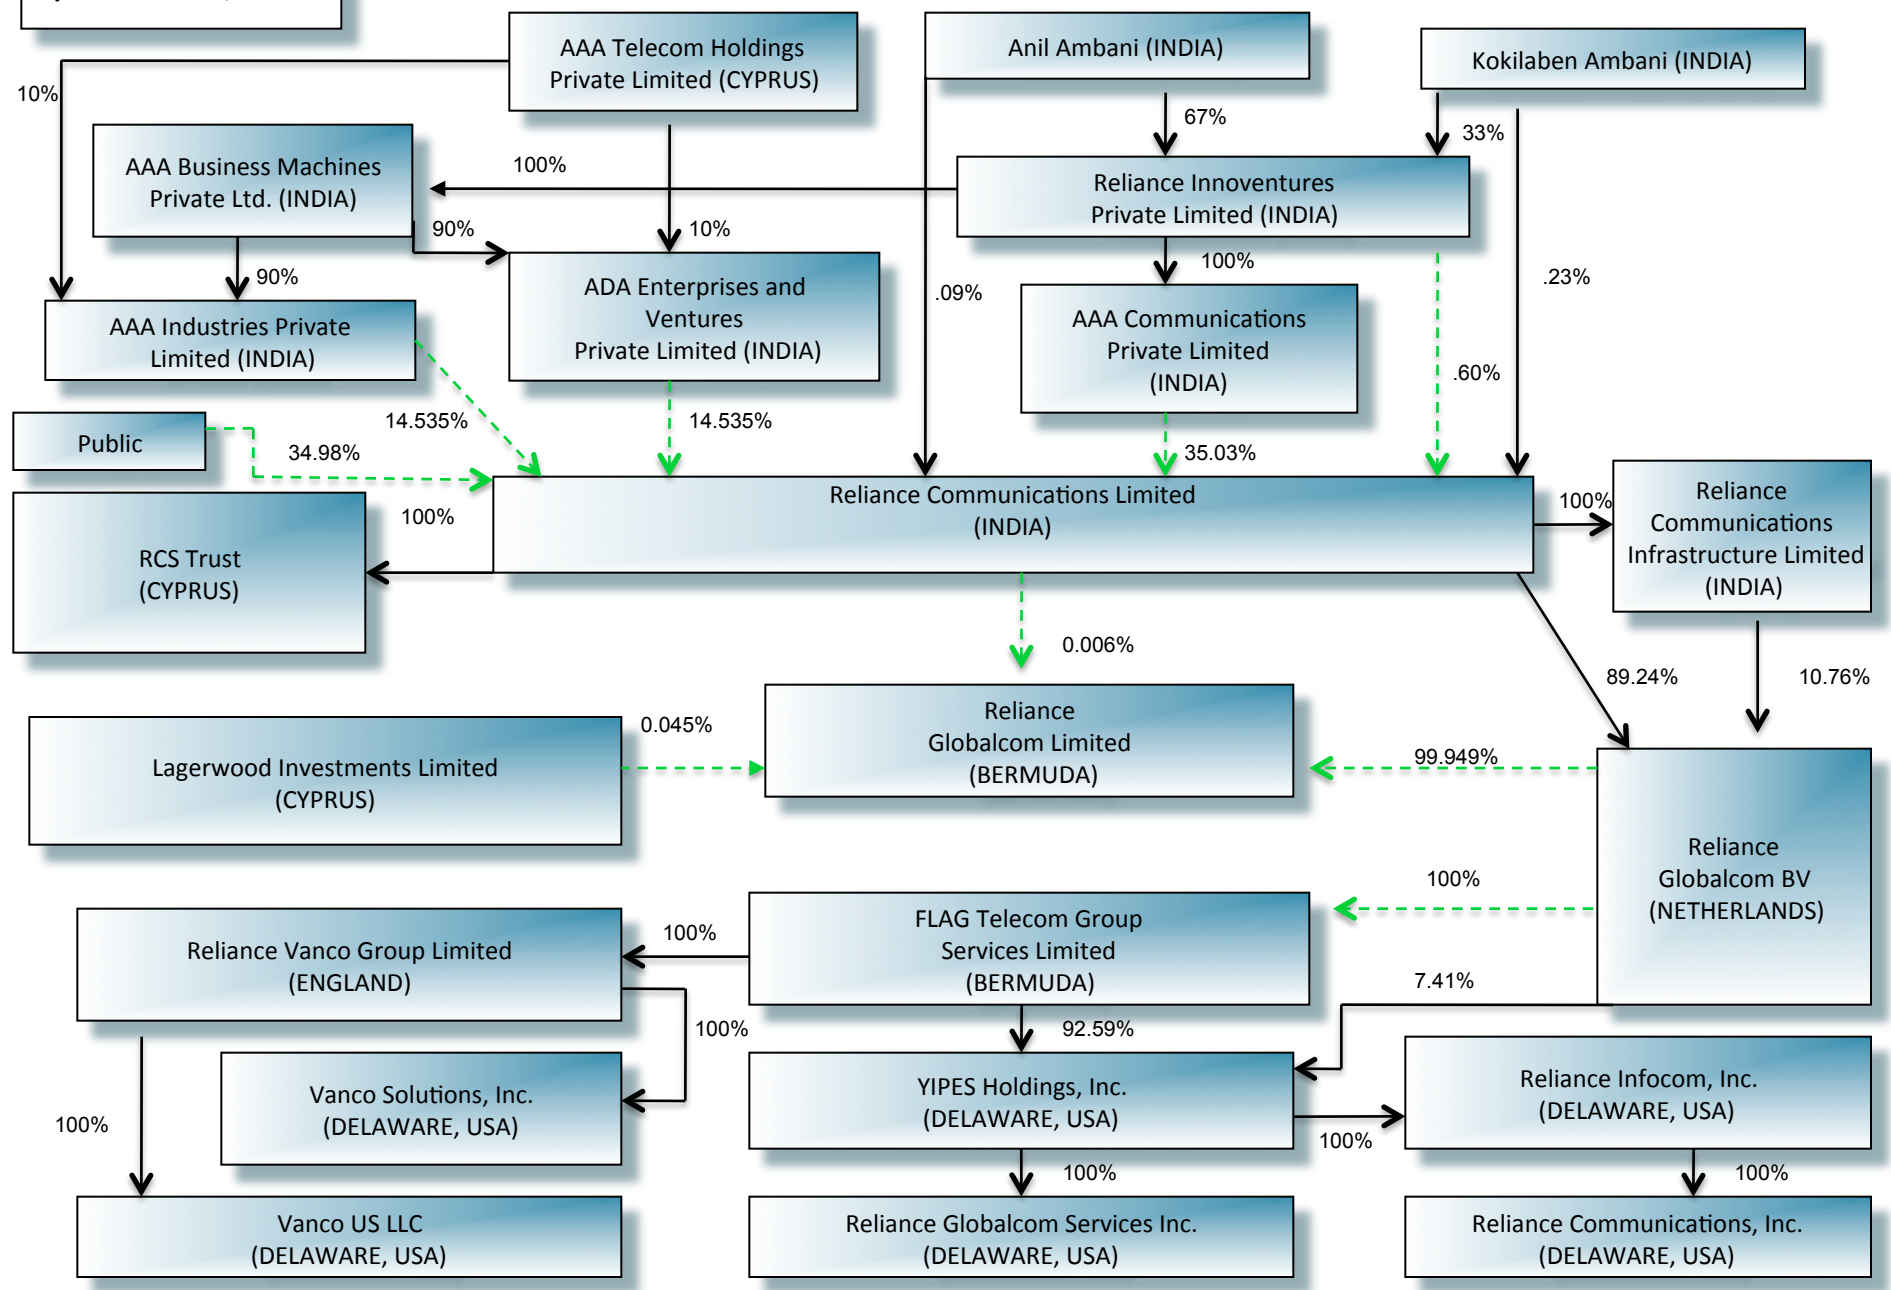 AAA Telecom Holdings
Private Limited (CYPRUS)
Anil Ambani (INDIA)
Kokilaben Ambani (INDIA)
10%
67%
33%
AAA Business Machines
Private Ltd. (INDIA)
100%
Reliance Innoventures
Private Limited (INDIA)
90%
10%
90%
100%
.09%
.23%
ADA Enterprises and
Ventures
Private Limited (INDIA)
AAA Industries Private
Limited (INDIA)
AAA Communications
Private Limited
(INDIA)
.60%
Public
34.98%
14.535%
14.535%
35.03%
Reliance Communications Limited
(INDIA)
100%
100%
Reliance
Communications
Infrastructure Limited
(INDIA)
RCS Trust
(CYPRUS)
0.006%
89.24%
10.76%
Lagerwood Investments Limited
(CYPRUS)
0.045%
Reliance
Globalcom Limited
(BERMUDA)
99.949%
Reliance
Globalcom BV
(NETHERLANDS)
100%
Reliance Vanco Group Limited
(ENGLAND)
100%
FLAG Telecom Group
Services Limited
(BERMUDA)
7.41%
100%
92.59%
Vanco Solutions, Inc.
(DELAWARE, USA)
YIPES Holdings, Inc.
(DELAWARE, USA)
Reliance Infocom, Inc.
(DELAWARE, USA)
100%
100%
100%
100%
Vanco US LLC
(DELAWARE, USA)
Reliance Globalcom Services Inc.
(DELAWARE, USA)
Reliance Communications, Inc.
(DELAWARE, USA)